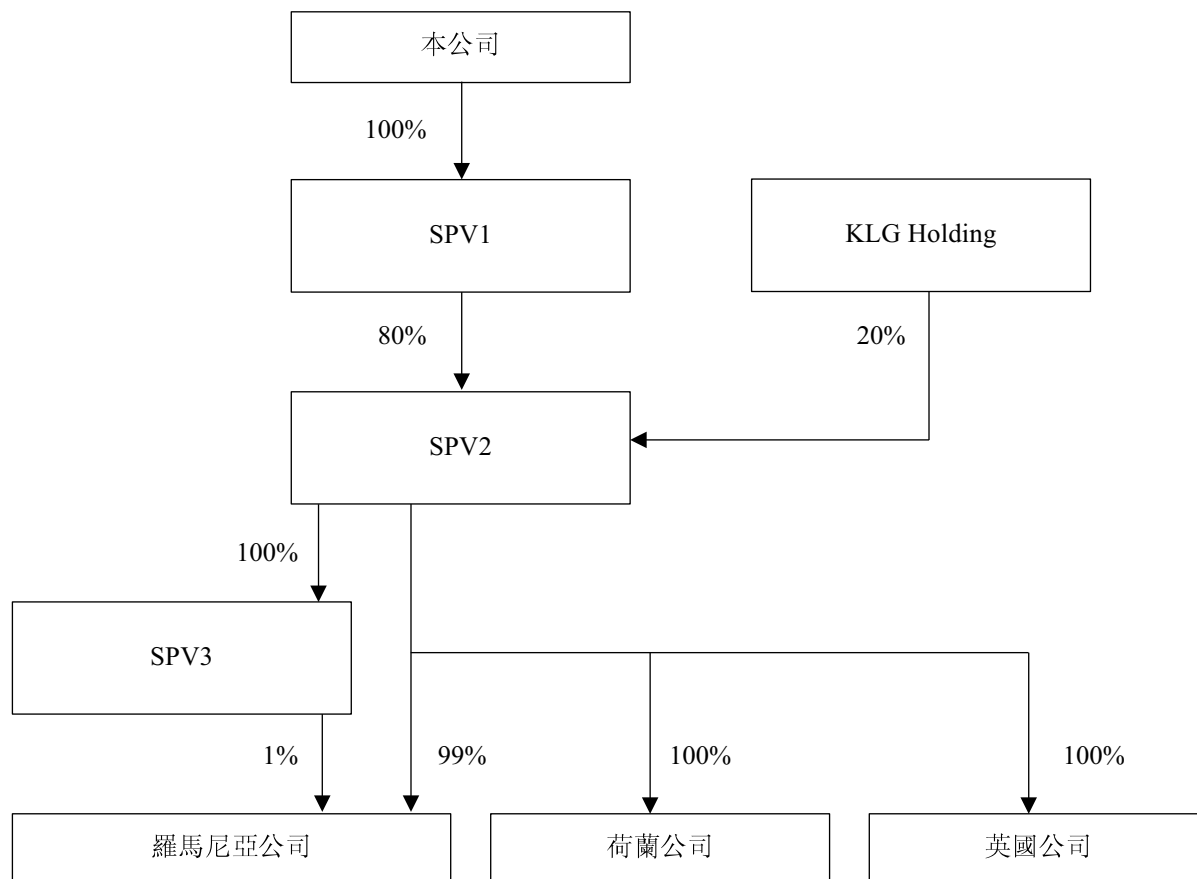 本公司
100%
SPV1
KLG Holding
80%
20%
SPV2
100%
SPV3
1%
99%
100%
100%
羅馬尼亞公司
荷蘭公司
英國公司